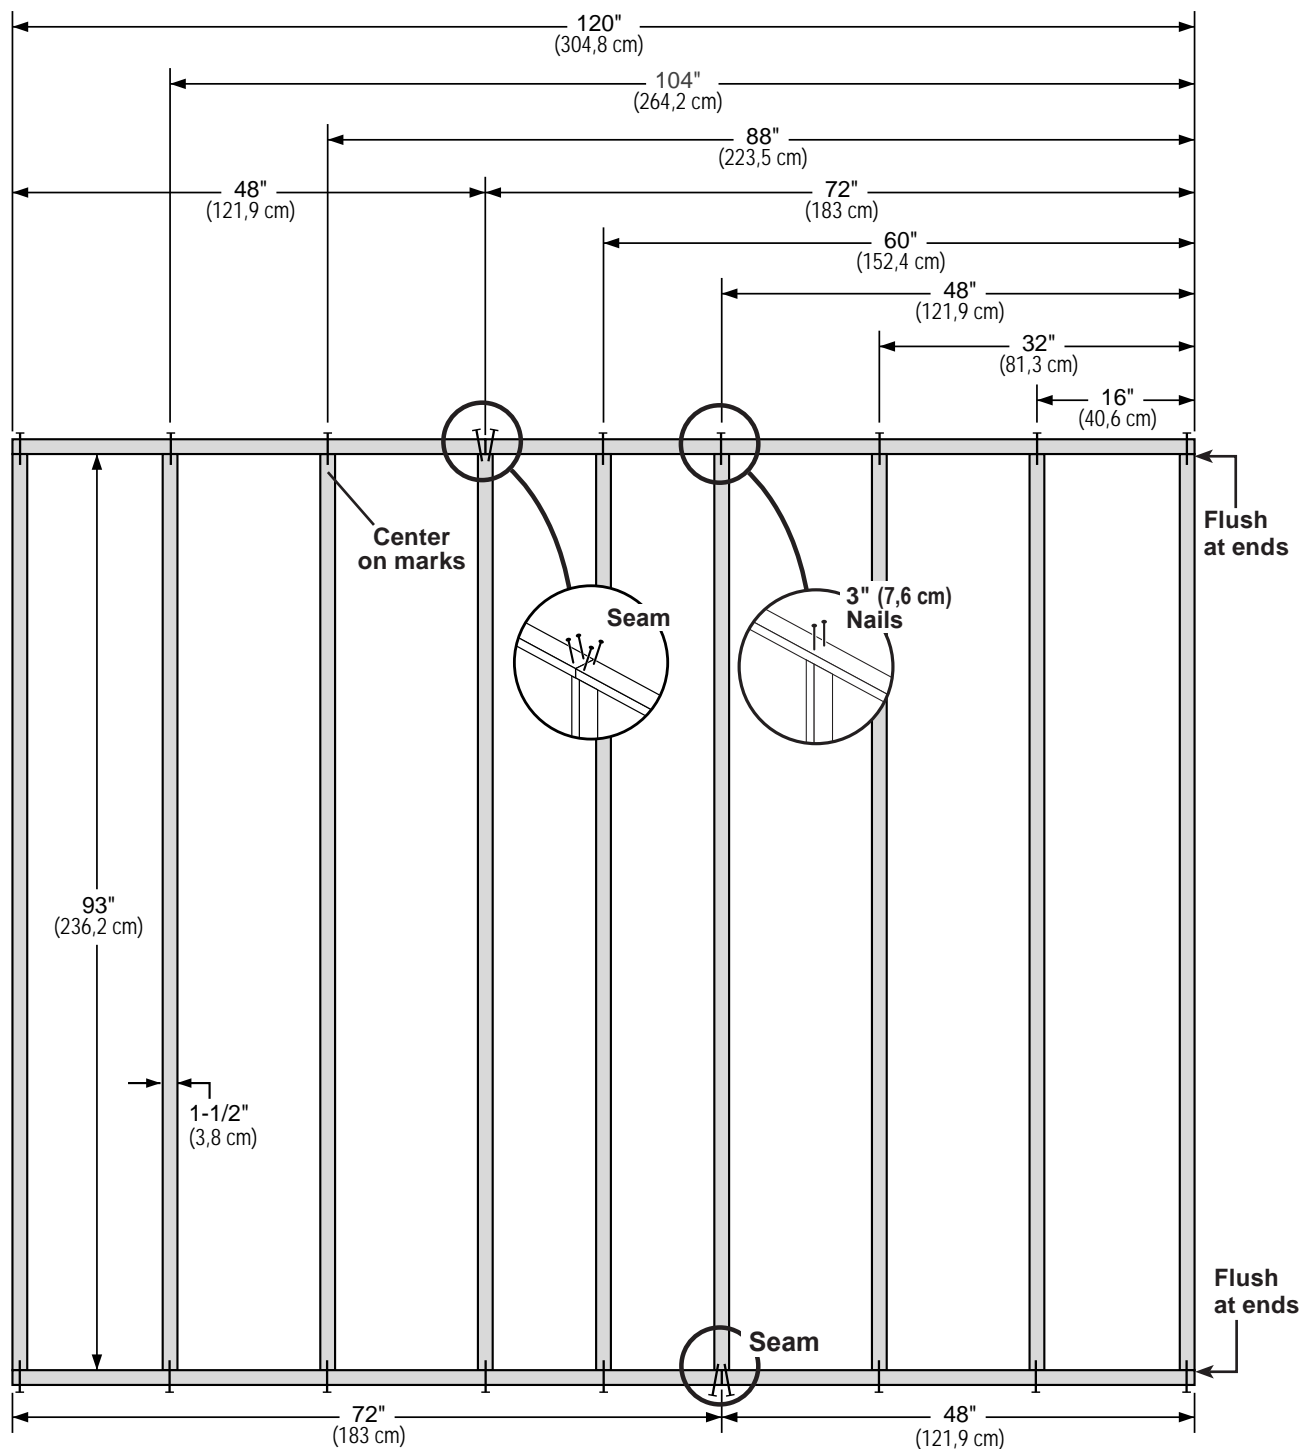 120"
(304,8 cm)
104"
(264,2 cm)
88"
(223,5 cm)
48"
(121,9 cm)
72"
(183 cm)
60"
(152,4 cm)
48"
(121,9 cm)
32"
(81,3 cm)
16"
(40,6 cm)
Center
on marks
Flush
at ends
Seam
3" (7,6 cm)
Nails
93"
(236,2 cm)
1-1/2"
(3,8 cm)
Flush
at ends
Seam
72"
(183 cm)
48"
(121,9 cm)